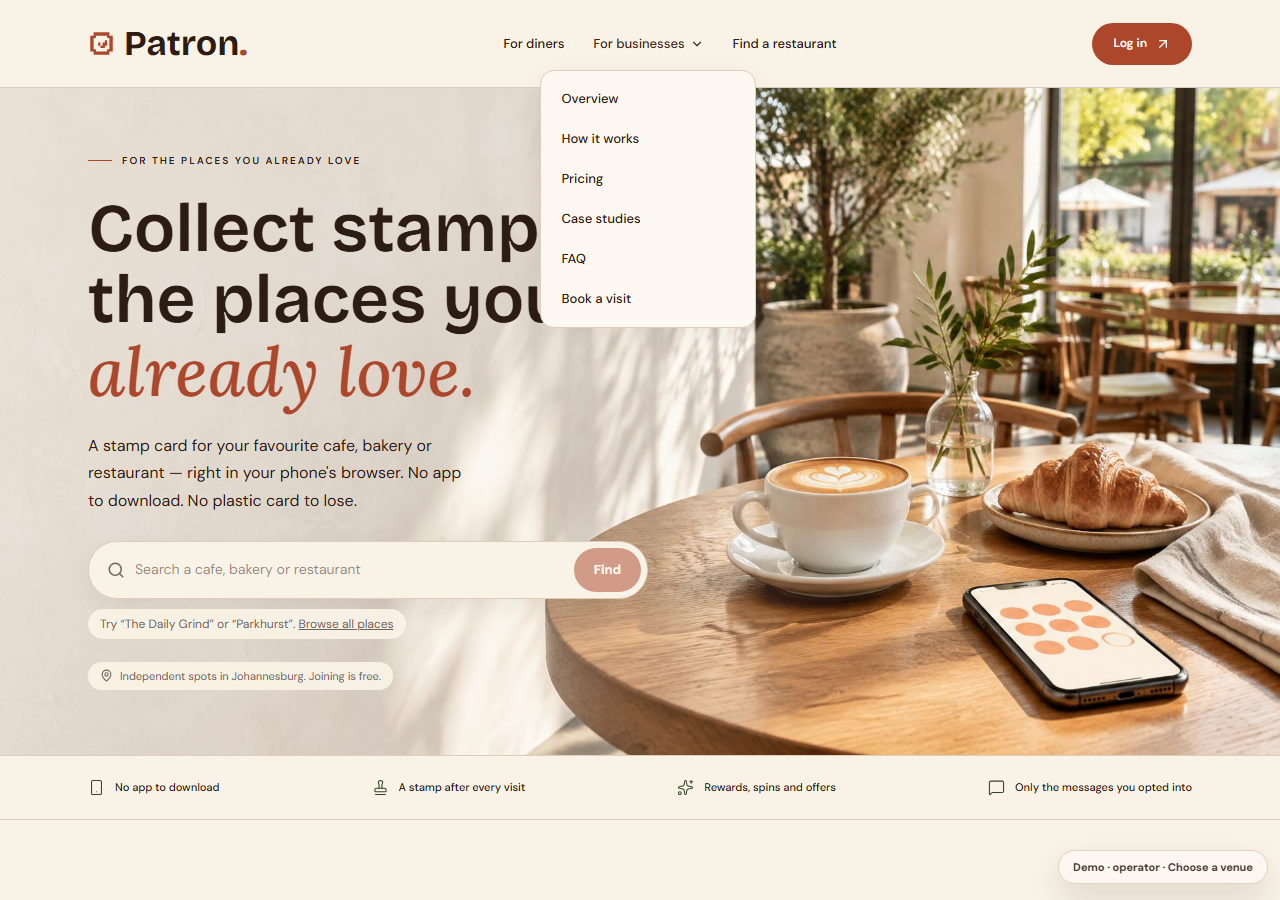 Patron.
For diners
For businesses
Find a restaurant
Log in
Overview
How it works
Pricing
Case studies
FAQ
Book a visit
FOR THE PLACES YOU ALREADY LOVE
Collect stamp
the places you
already love.
A stamp card for your favourite cafe, bakery or
restaurant — right in your phone's browser. No app
to download. No plastic card to lose.
Search a cafe, bakery or restaurant
Find
Try “The Daily Grind” or “Parkhurst”. Browse all places
Independent spots in Johannesburg. Joining is free.
No app to download
A stamp after every visit
Rewards, spins and offers
Only the messages you opted into
Demo · operator · Choose a venue